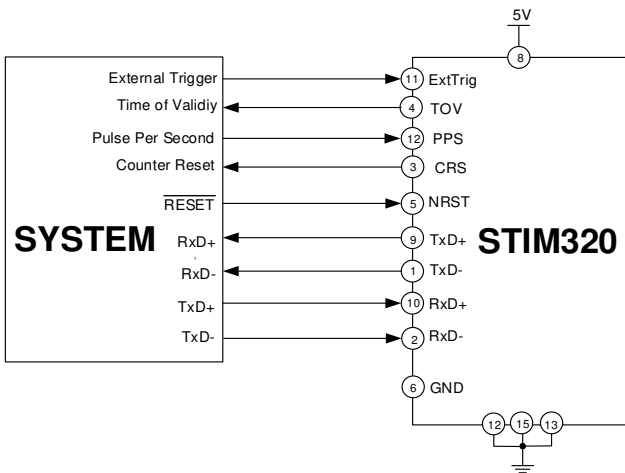 5V
8
External Trigger 11 ExtTrig
Time of Validiy 4 TOV
Pulse Per Second 12 PPS
Counter Reset 3 CRS
RESET 5 NRST
SYSTEM STIM320
RxD+ 9 TxD+
RxD- 1 TxD-
TxD+ 10 RxD+
TxD- 2 RxD-
6 GND
12 15 13